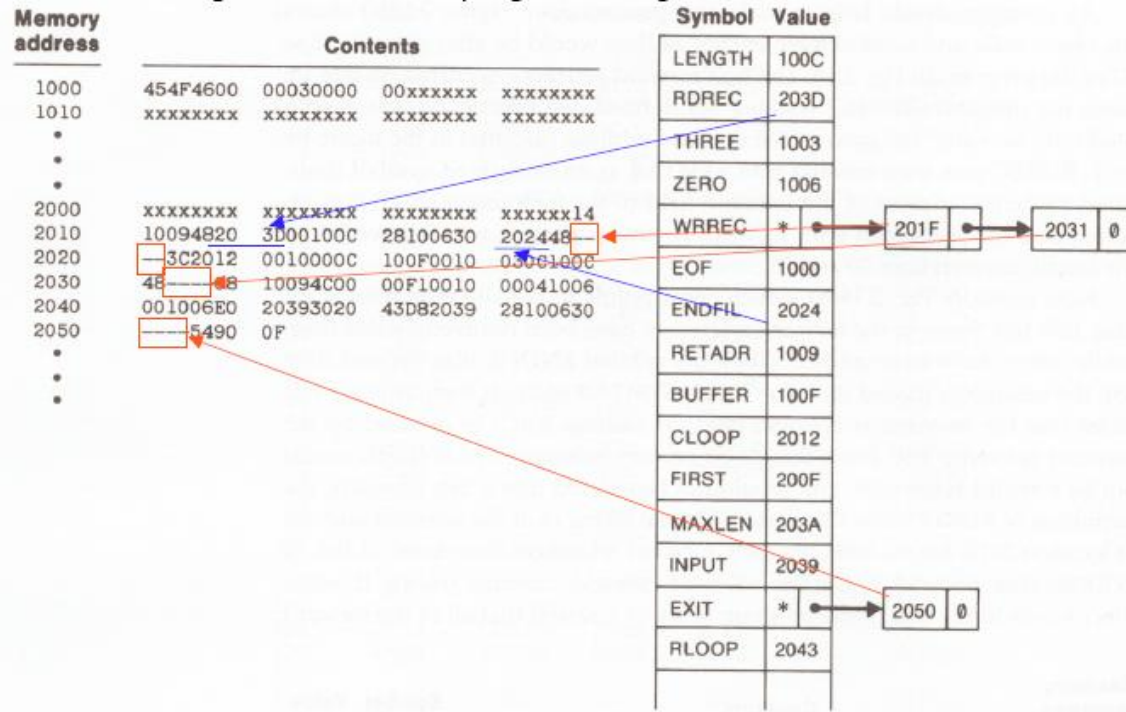 Memory address Contents
1000 454F4600 00030000 00xxxxxx xxxxxxxx
1010 xxxxxxxx xxxxxxxx xxxxxxxx xxxxxxxx
•
•
•
2000 xxxxxxxx xxxxxxxx xxxxxxxx xxxxxx14
2010 10094820 3D00100C 28100630 202448--
2020 --3C2012 0010000C 100F0010 030C100C
2030 48----08 10094C00 00F10010 00041006
2040 001006E0 20393020 43D82039 28100630
2050 ----5490 0F
•
•
•
Symbol Value
LENGTH 100C
RDREC 203D
THREE 1003
ZERO 1006
WRREC * • 201F • 2031 0
EOF 1000
ENDFIL 2024
RETADR 1009
BUFFER 100F
CLOOP 2012
FIRST 200F
MAXLEN 203A
INPUT 2039
EXIT * • 2050 0
RLOOP 2043